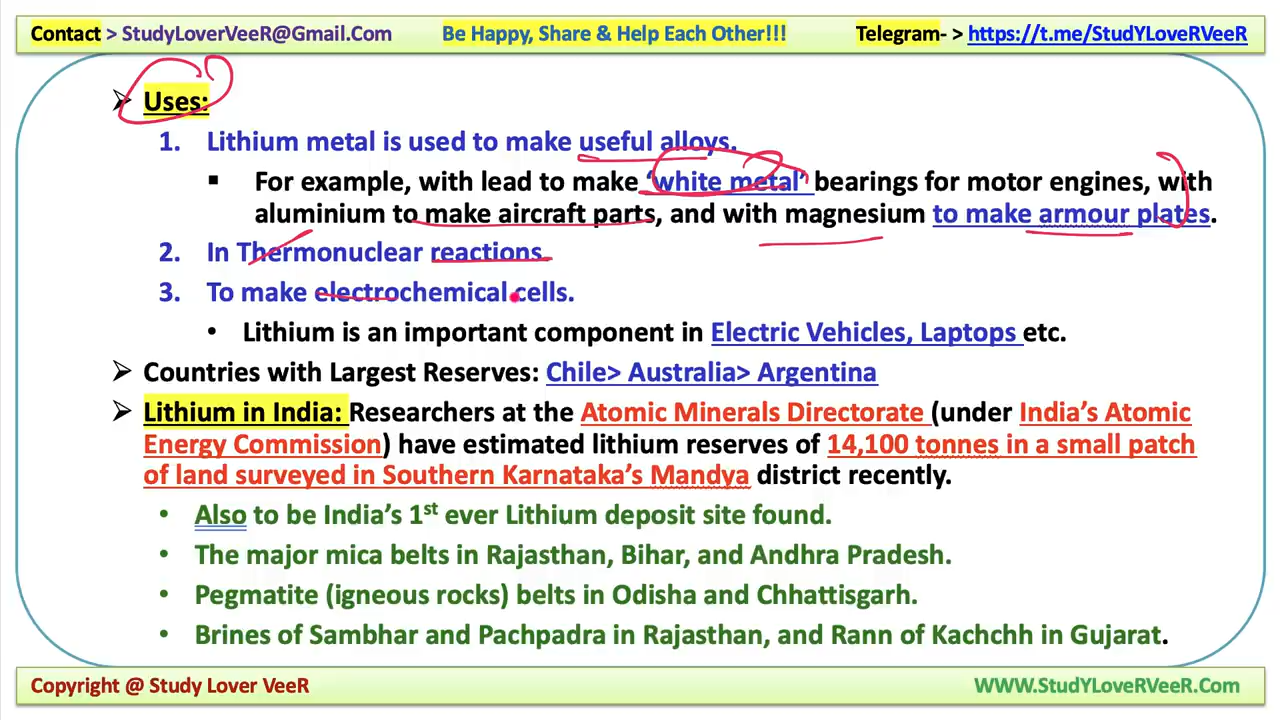 Contact > StudyLoverVeeR@Gmail.Com Be Happy, Share & Help Each Other!!! Telegram- > https://t.me/StudYLoveRVeeR
➢ Uses:
1. Lithium metal is used to make useful alloys.
▪ For example, with lead to make ‘white metal’ bearings for motor engines, with
aluminium to make aircraft parts, and with magnesium to make armour plates.
2. In Thermonuclear reactions.
3. To make electrochemical cells.
• Lithium is an important component in Electric Vehicles, Laptops etc.
➢ Countries with Largest Reserves: Chile> Australia> Argentina
➢ Lithium in India: Researchers at the Atomic Minerals Directorate (under India’s Atomic
Energy Commission) have estimated lithium reserves of 14,100 tonnes in a small patch
of land surveyed in Southern Karnataka’s Mandya district recently.
• Also to be India’s 1st ever Lithium deposit site found.
• The major mica belts in Rajasthan, Bihar, and Andhra Pradesh.
• Pegmatite (igneous rocks) belts in Odisha and Chhattisgarh.
• Brines of Sambhar and Pachpadra in Rajasthan, and Rann of Kachchh in Gujarat.
Copyright @ Study Lover VeeR WWW.StudYLoveRVeeR.Com